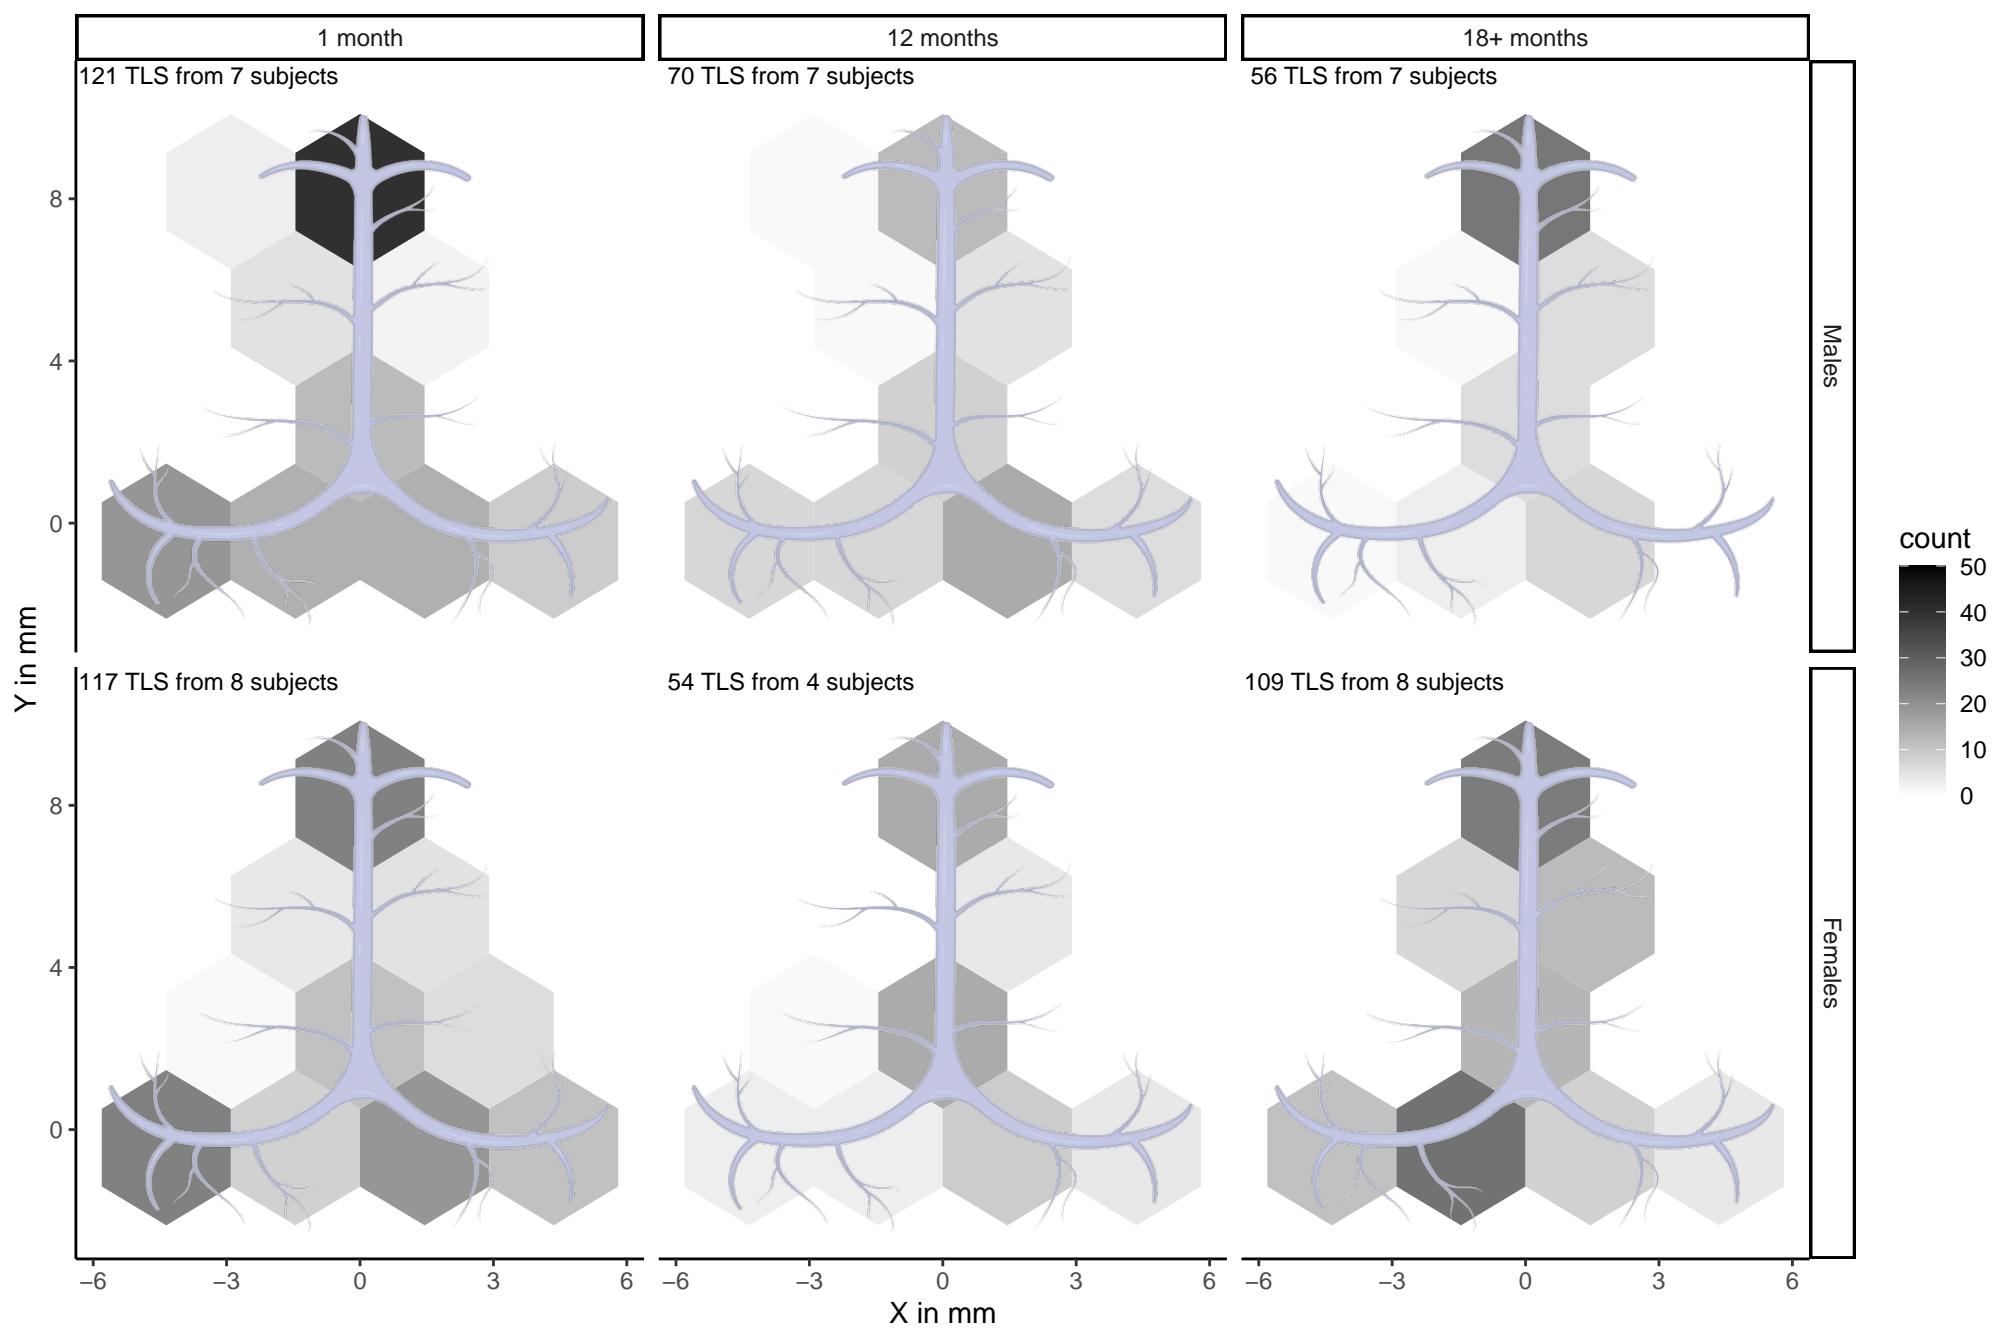 1 month
12 months
18+ months
121 TLS from 7 subjects
70 TLS from 7 subjects
56 TLS from 7 subjects
Males
8
4
0
117 TLS from 8 subjects
54 TLS from 4 subjects
109 TLS from 8 subjects
Females
8
4
0
Y in mm
−6 −3 0 3 6
−6 −3 0 3 6
−6 −3 0 3 6
X in mm
count
50
40
30
20
10
0